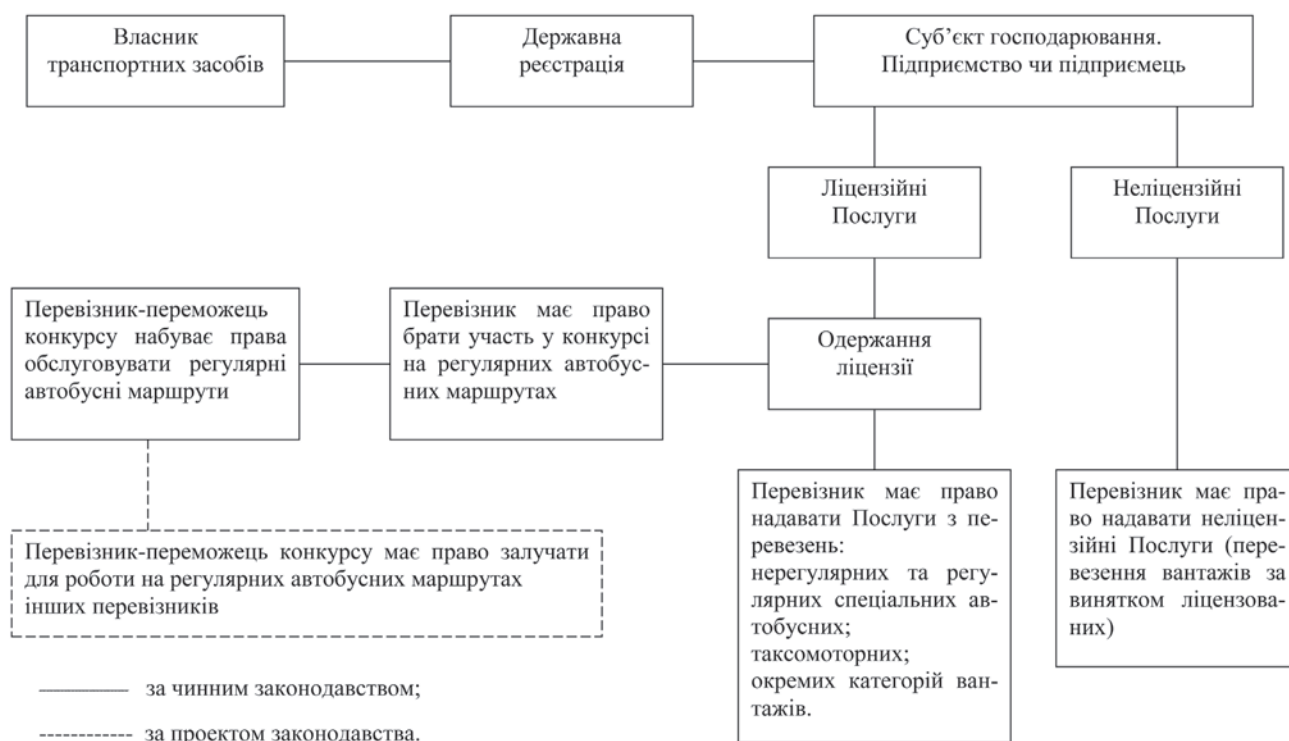 Власник
транспортних засобів
Державна
реєстрація
Суб’єкт господарювання.
Підприємство чи підприємець
Ліцензійні
Послуги
Неліцензійні
Послуги
Перевізник-переможець
конкурсу набуває права
обслуговувати регулярні
автобусні маршрути
Перевізник має право
брати участь у конкурсі
на регулярних автобус-
них маршрутах
Одержання
ліцензії
Перевізник-переможець конкурсу має право залучати
для роботи на регулярних автобусних маршрутах
інших перевізників
Перевізник має право
надавати Послуги з пе-
ревезень:
нерегулярних та регу-
лярних спеціальних ав-
тобусних;
таксомоторних;
окремих категорій ван-
тажів.
Перевізник має пра-
во надавати неліцен-
зійні Послуги (пере-
везення вантажів за
винятком ліцензова-
них)
за чинним законодавством;
за проектом законодавства.